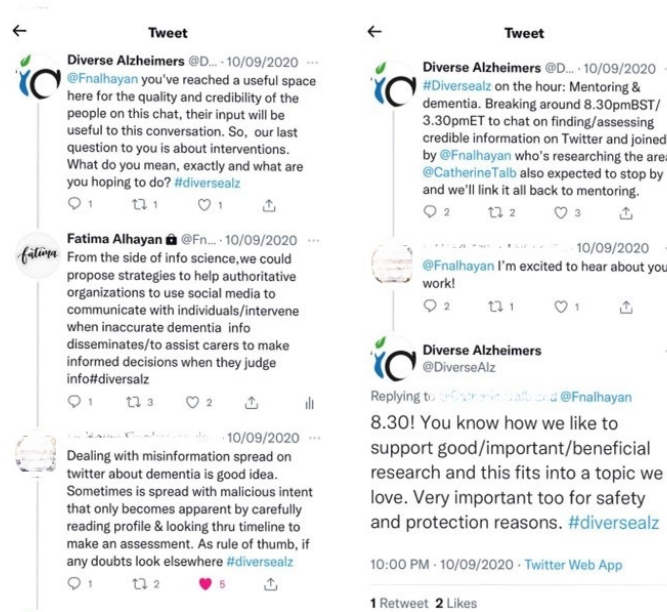 Tweet
Diverse Alzheimers @D... · 10/09/2020 ...
@Fnalhayan you've reached a useful space
here for the quality and credibility of the
people on this chat, their input will be
useful to this conversation. So, our last
question to you is about interventions.
What do you mean, exactly and what are
you hoping to do? #diversealz
1 1 1
fatima
Fatima Alhayan @Fn... · 10/09/2020 ...
From the side of info science,we could
propose strategies to help authoritative
organizations to use social media to
communicate with individuals/intervene
when inaccurate dementia info
disseminates/to assist carers to make
informed decisions when they judge
info#diversalz
1 3 2
· 10/09/2020 ...
Dealing with misinformation spread on
twitter about dementia is good idea.
Sometimes is spread with malicious intent
that only becomes apparent by carefully
reading profile & looking thru timeline to
make an assessment. As rule of thumb, if
any doubts look elsewhere #diversealz
1 2 5
Tweet
Diverse Alzheimers @D... · 10/09/2020
#Diversealz on the hour: Mentoring &
dementia. Breaking around 8.30pmBST/
3.30pmET to chat on finding/assessing
credible information on Twitter and joined
by @Fnalhayan who's researching the area
@CatherineTalb also expected to stop by
and we'll link it all back to mentoring.
2 2 3
· 10/09/2020
@Fnalhayan I'm excited to hear about you
work!
2 1 1
Diverse Alzheimers
@DiverseAlz
Replying to @Fnalhayan
8.30! You know how we like to
support good/important/beneficial
research and this fits into a topic we
love. Very important too for safety
and protection reasons. #diversealz
10:00 PM · 10/09/2020 · Twitter Web App
1 Retweet 2 Likes